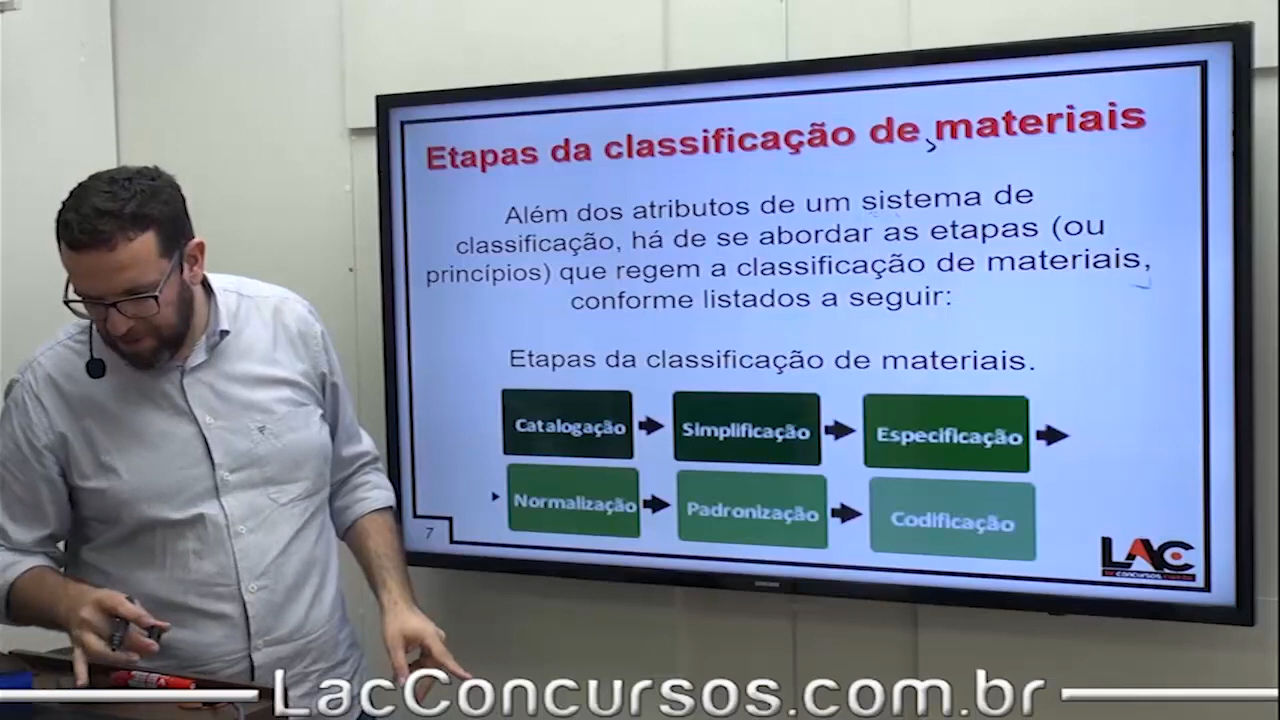 Etapas da classificação de materiais
Além dos atributos de um sistema de
classificação, há de se abordar as etapas (ou
princípios) que regem a classificação de materiais,
conforme listados a seguir:
Etapas da classificação de materiais.
Catalogação
Simplificação
Especificação
Normalização
Padronização
Codificação
7
LAC
SAMSUNG
LacConcursos.com.br